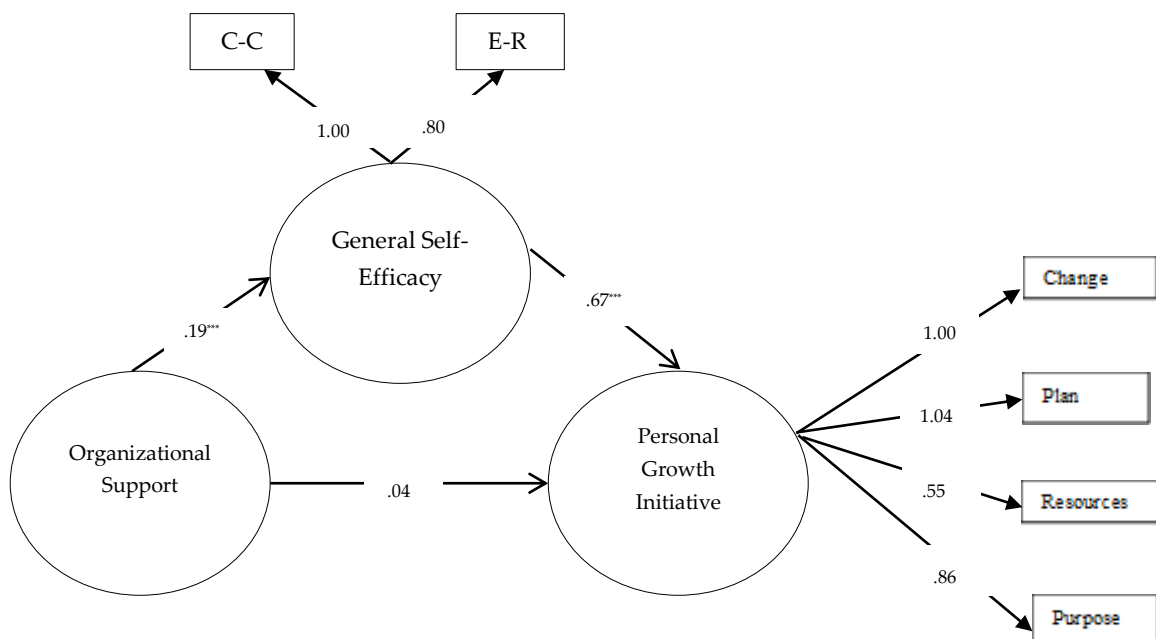 C-C
E-R
1.00
.80
General Self-
Efficacy
.19***
.67***
Organizational
Support
.04
Personal
Growth
Initiative
1.00
1.04
.55
.86
Change
Plan
Resources
Purpose